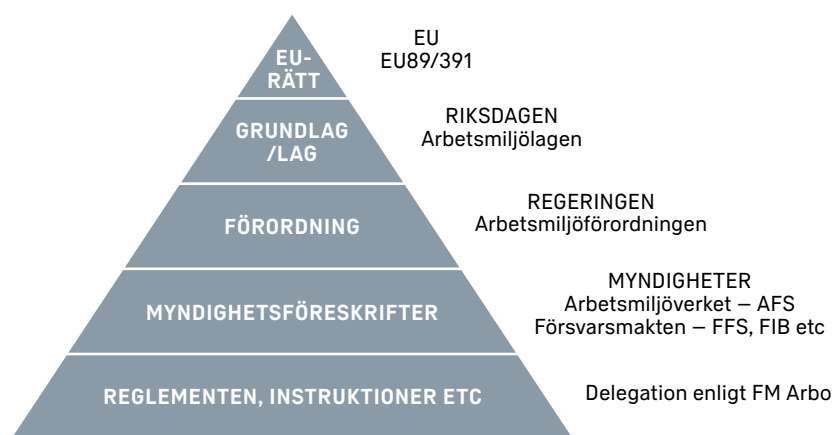 EU-
RÄTT
EU
EU89/391
GRUNDLAG
/LAG
RIKSDAGEN
Arbetsmiljölagen
FÖRORDNING
REGERINGEN
Arbetsmiljöförordningen
MYNDIGHETSFÖRESKRIFTER
MYNDIGHETER
Arbetsmiljöverket – AFS
Försvarsmakten – FFS, FIB etc
REGLEMENTEN, INSTRUKTIONER ETC
Delegation enligt FM Arbo